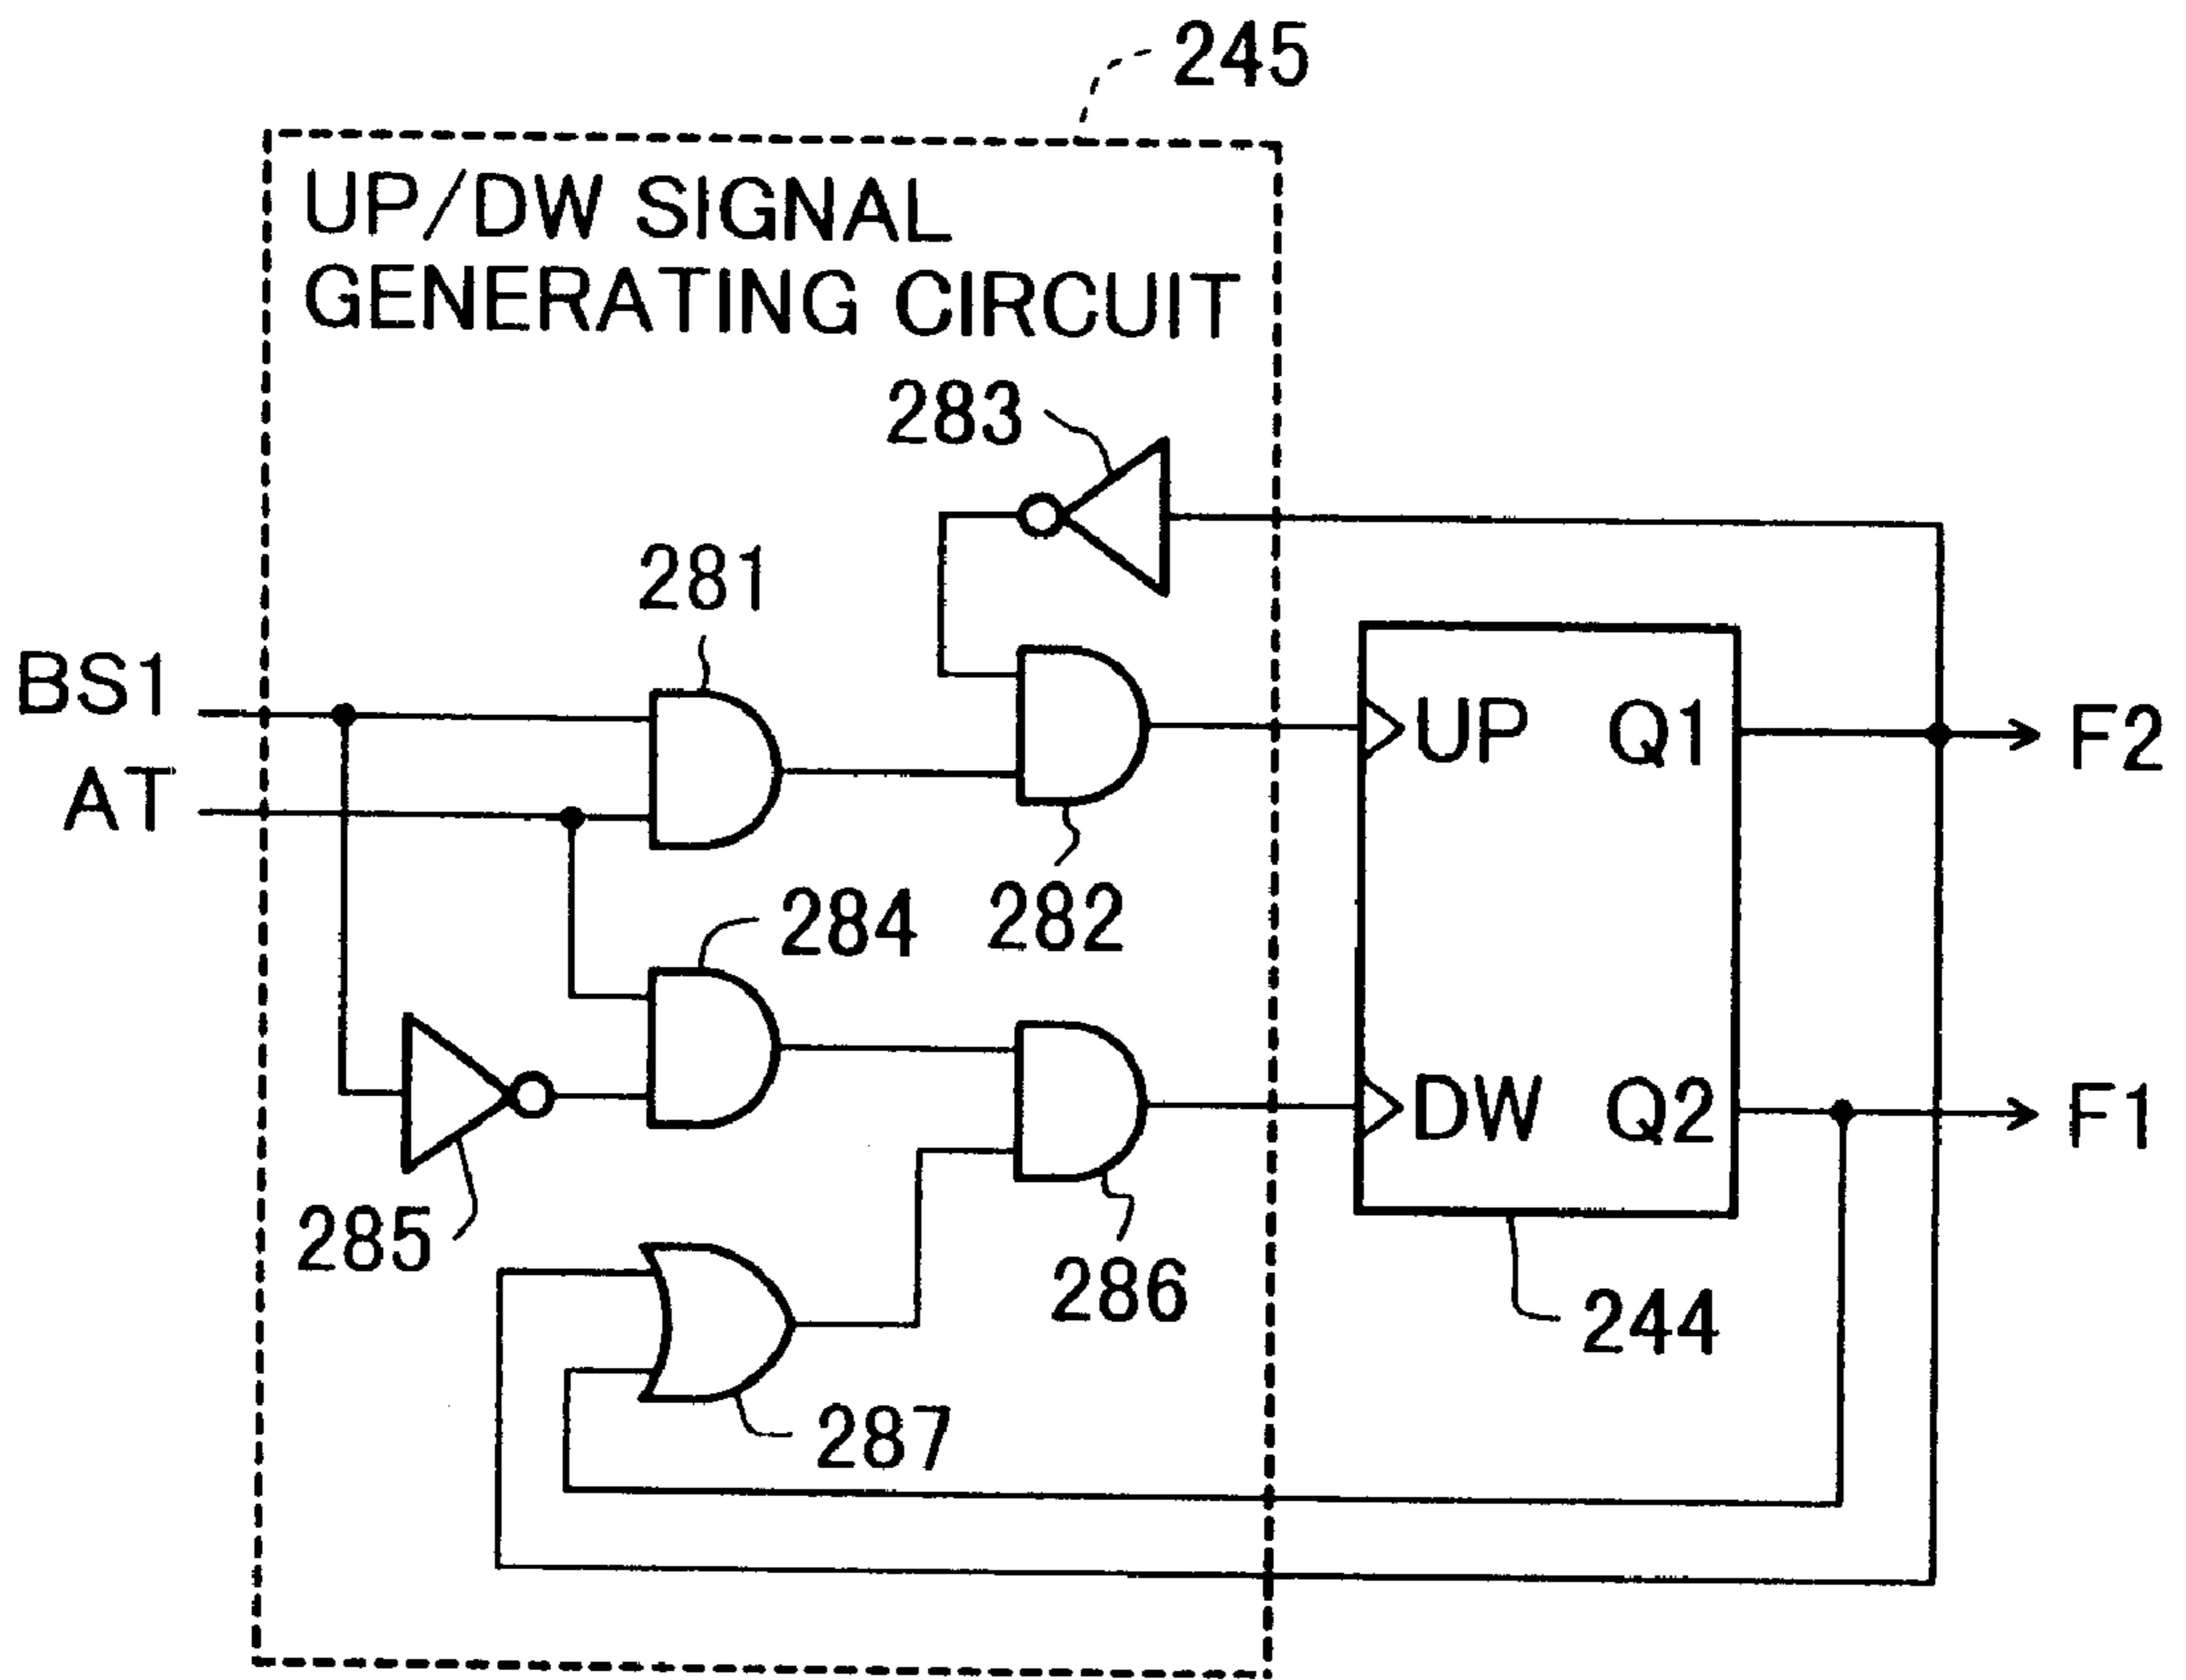 245
UP/DW SIGNAL
GENERATING CIRCUIT
283
281
BS1
AT
UP
Q1
F2
282
284
DW
Q2
F1
285
286
244
287